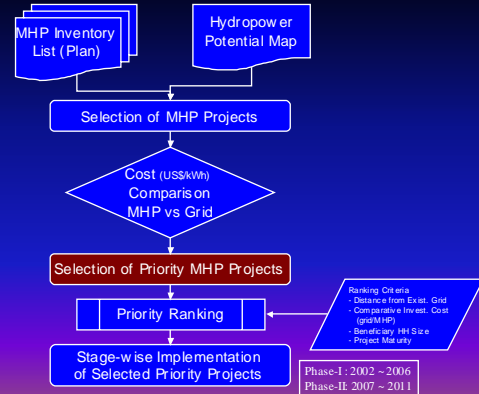 MHP Inventory
List (Plan)
Hydropower
Potential Map
Selection of MHP Projects
Cost (US$/kWh)
Comparison
MHP vs Grid
Selection of Priority MHP Projects
Priority Ranking
Ranking Criteria
- Distance from Exist. Grid
- Comparative Invest. Cost
(grid/MHP)
- Beneficiary HH Size
- Project Maturity
Stage-wise Implementation
of Selected Priority Projects
Phase-I : 2002 ~ 2006
Phase-II: 2007 ~ 2011